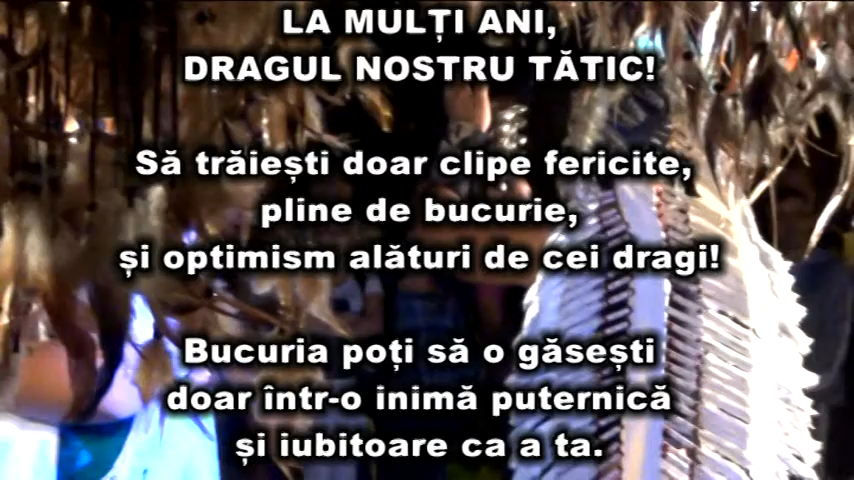 LA MULȚI ANI,
DRAGUL NOSTRU TĂTIC!
Să trăiești doar clipe fericite,
pline de bucurie,
și optimism alături de cei dragi!
Bucuria poți să o găsești
doar într-o inimă puternică
și iubitoare ca a ta.